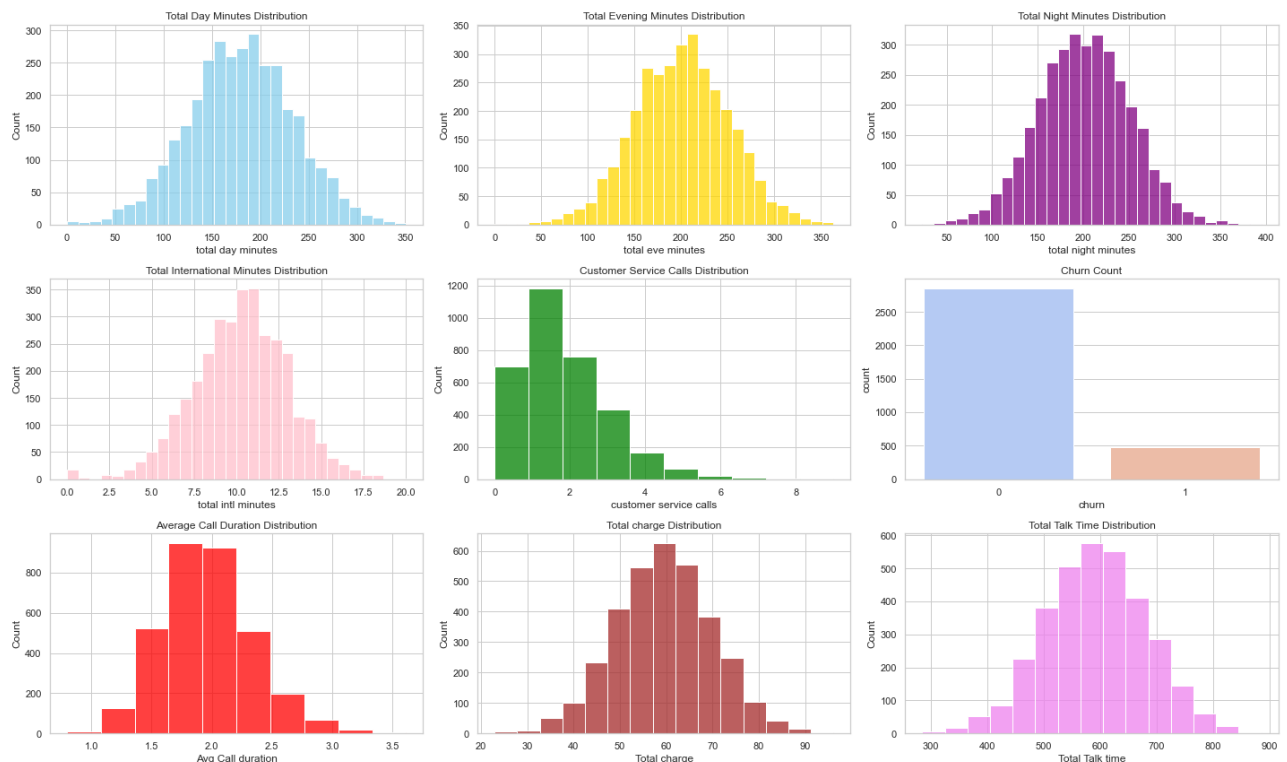 Total Day Minutes Distribution
Count
300
250
200
150
100
50
0
0 50 100 150 200 250 300 350
total day minutes
Total Evening Minutes Distribution
Count
350
300
250
200
150
100
50
0
0 50 100 150 200 250 300 350
total eve minutes
Total Night Minutes Distribution
Count
300
250
200
150
100
50
0
50 100 150 200 250 300 350 400
total night minutes
Total International Minutes Distribution
Count
350
300
250
200
150
100
50
0
0.0 2.5 5.0 7.5 10.0 12.5 15.0 17.5 20.0
total intl minutes
Customer Service Calls Distribution
Count
1200
1000
800
600
400
200
0
0 2 4 6 8
customer service calls
Churn Count
count
2500
2000
1500
1000
500
0
0 1
churn
Average Call Duration Distribution
Count
800
600
400
200
0
1.0 1.5 2.0 2.5 3.0 3.5
Avg Call duration
Total charge Distribution
Count
600
500
400
300
200
100
0
20 30 40 50 60 70 80 90
Total charge
Total Talk Time Distribution
Count
600
500
400
300
200
100
0
300 400 500 600 700 800 900
Total Talk time